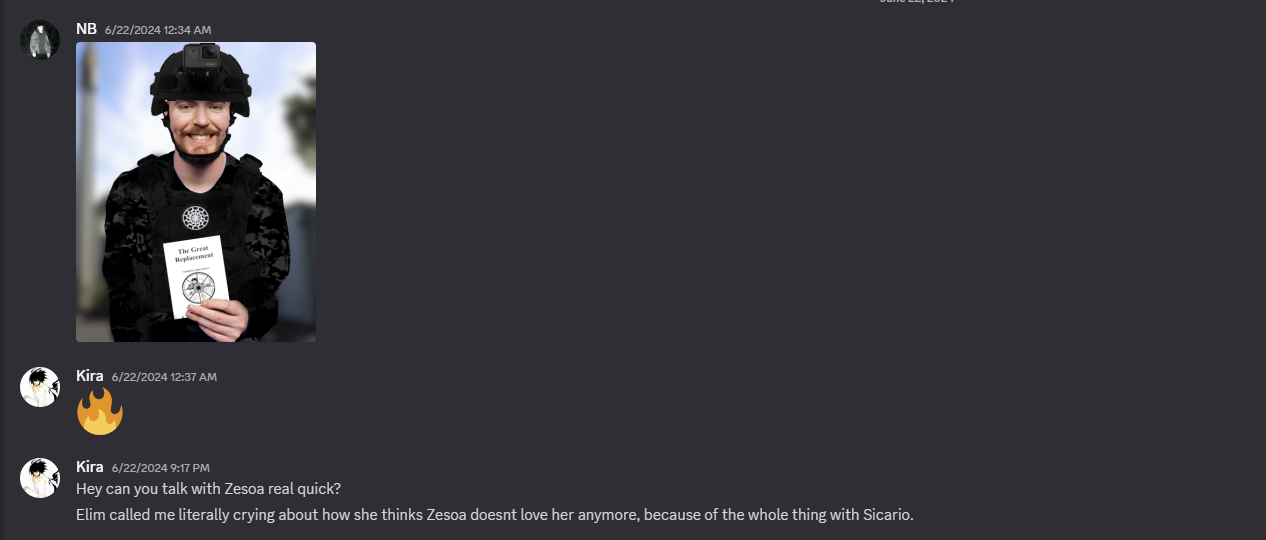 NB 6/22/2024 12:34 AM
The Great
Replacement
Kira 6/22/2024 12:37 AM
Kira 6/22/2024 9:17 PM
Hey can you talk with Zesoa real quick?
Elim called me literally crying about how she thinks Zesoa doesnt love her anymore, because of the whole thing with Sicario.